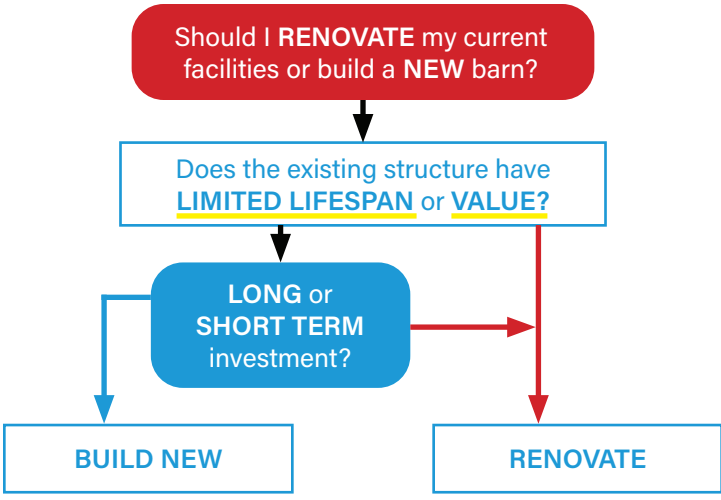 Should I RENOVATE my current
facilities or build a NEW barn?
Does the existing structure have
LIMITED LIFESPAN or VALUE?
LONG or
SHORT TERM
investment?
BUILD NEW
RENOVATE